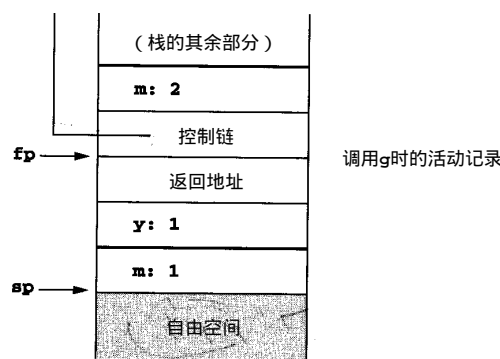 （栈的其余部分）
m: 2
控制链
fp
调用g时的活动记录
返回地址
y: 1
m: 1
sp
自由空间